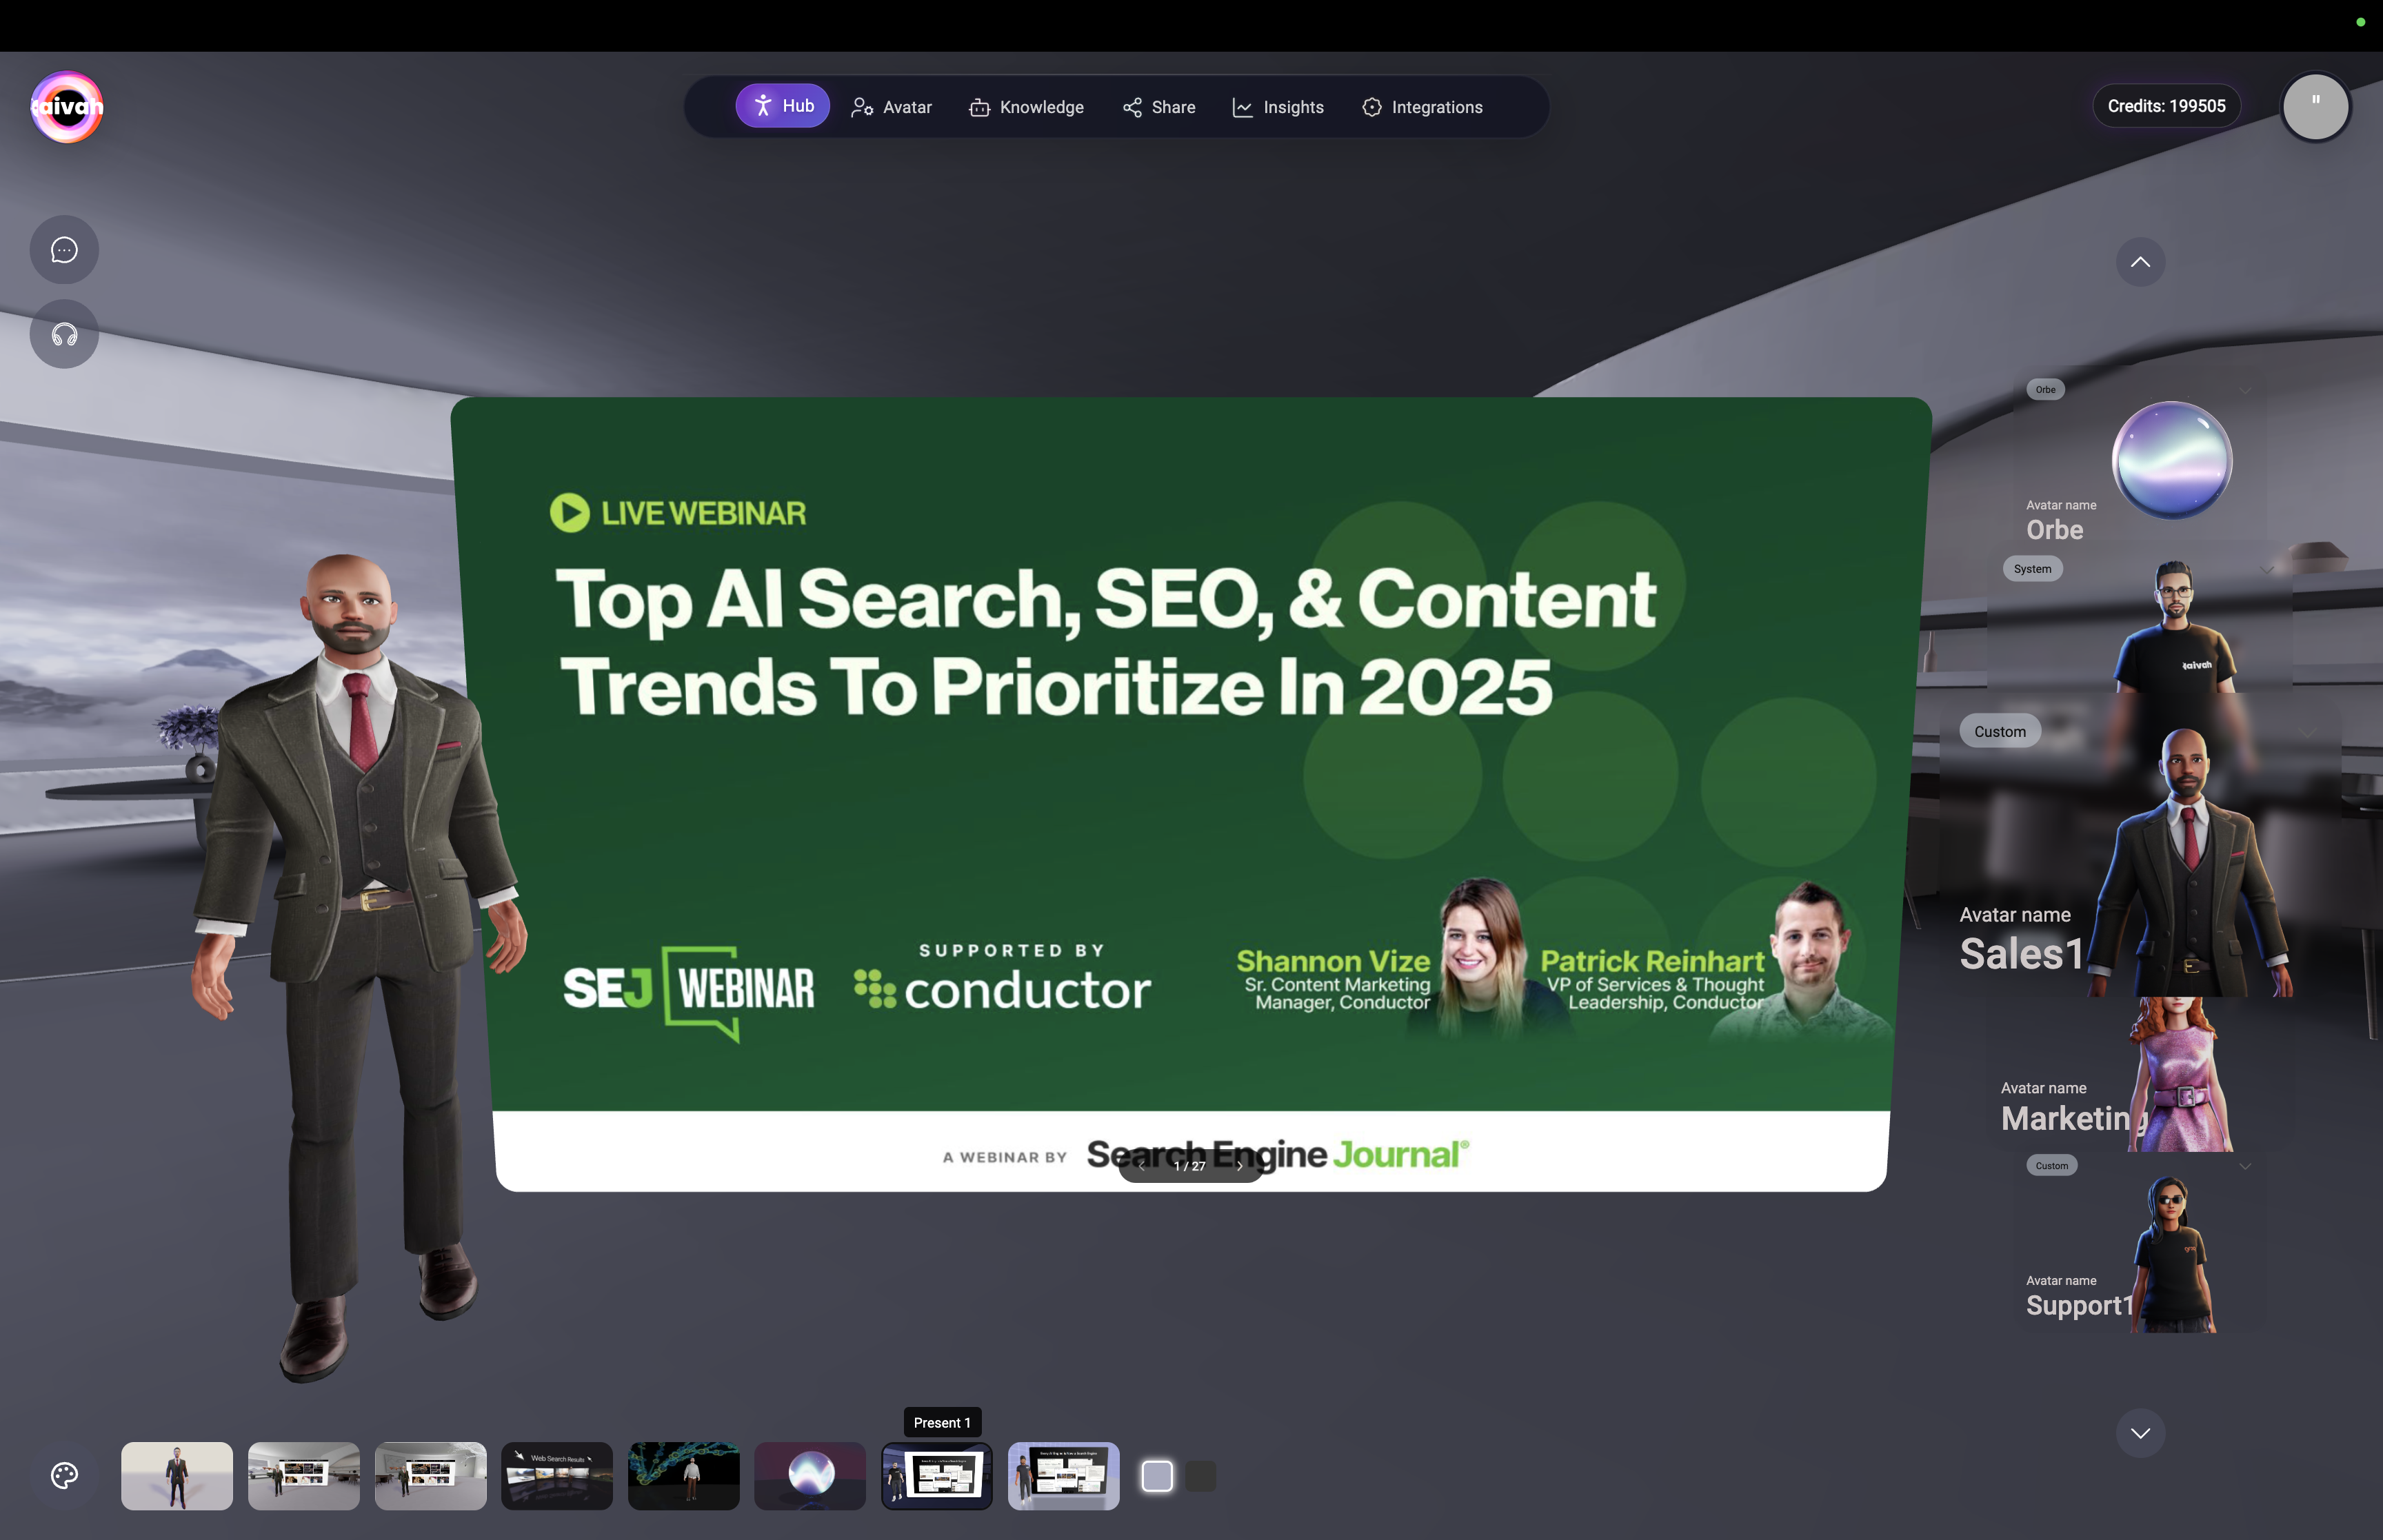 aivah
Hub
Avatar
Knowledge
Share
Insights
Integrations
Credits: 199505
"
LIVE WEBINAR
Top AI Search, SEO, & Content
Trends To Prioritize In 2025
SEJ WEBINAR
SUPPORTED BY
conductor
Shannon Vize
Sr. Content Marketing
Manager, Conductor
Patrick Reinhart
VP of Services & Thought
Leadership, Conductor
A WEBINAR BY Search Engine Journal®
1 / 27
Orbe
Avatar name
Orbe
System
aivah
Custom
Avatar name
Sales1
Avatar name
Marketing
Custom
Avatar name
Support1
Present 1
Web Search Results